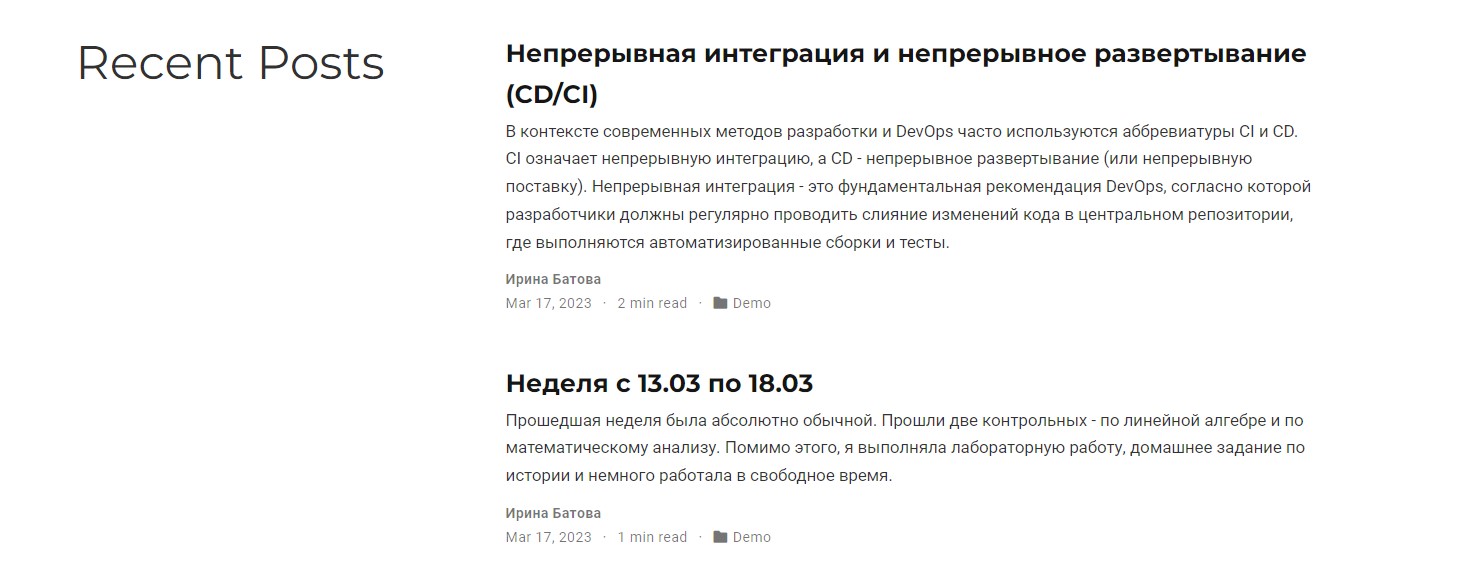 Recent Posts
Непрерывная интеграция и непрерывное развертывание
(CD/CI)
В контексте современных методов разработки и DevOps часто используются аббревиатуры CI и CD.
CI означает непрерывную интеграцию, а CD - непрерывное развертывание (или непрерывную
поставку). Непрерывная интеграция - это фундаментальная рекомендация DevOps, согласно которой
разработчики должны регулярно проводить слияние изменений кода в центральном репозитории,
где выполняются автоматизированные сборки и тесты.
Ирина Батова
Mar 17, 2023 · 2 min read · Demo
Неделя с 13.03 по 18.03
Прошедшая неделя была абсолютно обычной. Прошли две контрольных - по линейной алгебре и по
математическому анализу. Помимо этого, я выполняла лабораторную работу, домашнее задание по
истории и немного работала в свободное время.
Ирина Батова
Mar 17, 2023 · 1 min read · Demo